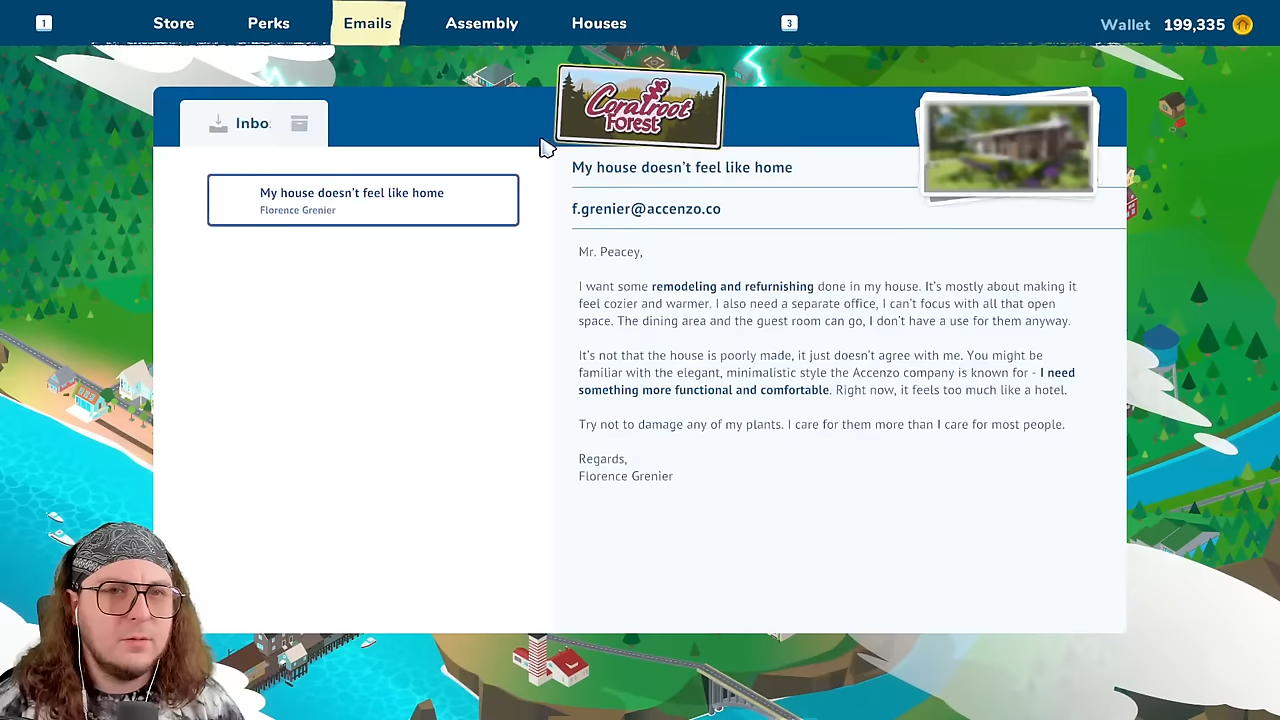 1
Store
Perks
Emails
Assembly
Houses
3
Wallet 199,335
Inbo
Coralroot
Forest
My house doesn't feel like home
Florence Grenier
My house doesn't feel like home
f.grenier@accenzo.co
Mr. Peacey,
I want some remodeling and refurnishing done in my house. It's mostly about making it
feel cozier and warmer. I also need a separate office, I can't focus with all that open
space. The dining area and the guest room can go, I don't have a use for them anyway.
It's not that the house is poorly made, it just doesn't agree with me. You might be
familiar with the elegant, minimalistic style the Accenzo company is known for - I need
something more functional and comfortable. Right now, it feels too much like a hotel.
Try not to damage any of my plants. I care for them more than I care for most people.
Regards,
Florence Grenier